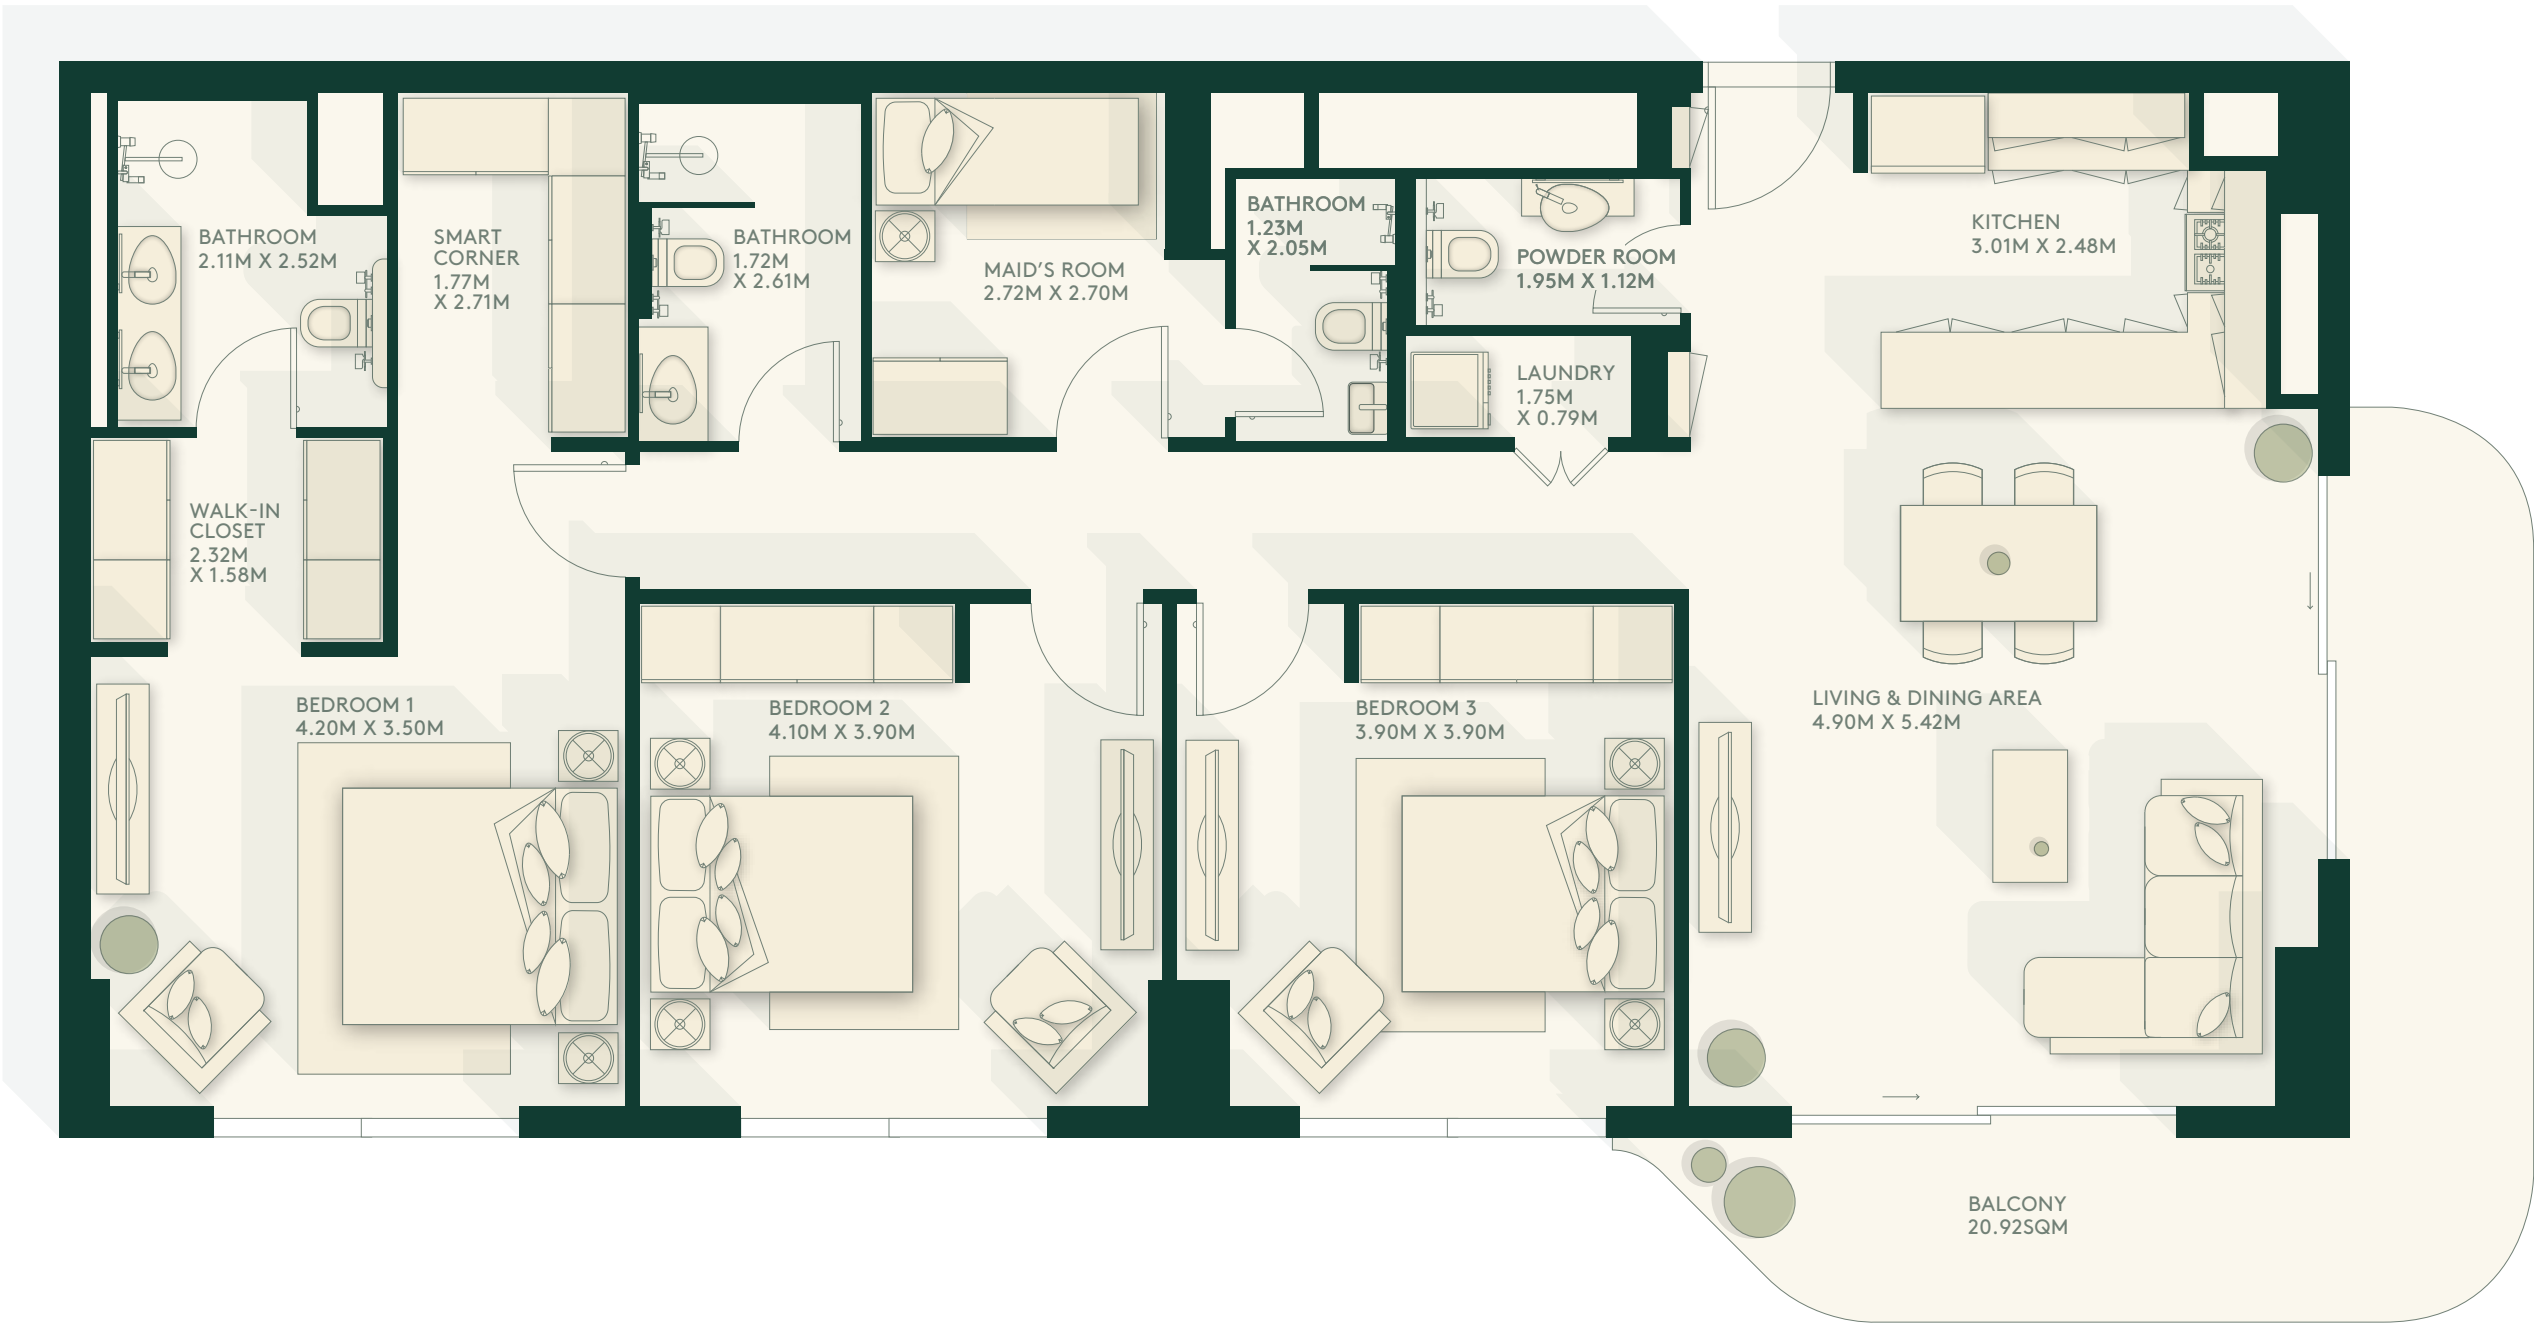 BATHROOM
2.11M X 2.52M
SMART
CORNER
1.77M
X 2.71M
BATHROOM
1.72M
X 2.61M
MAID'S ROOM
2.72M X 2.70M
BATHROOM
1.23M
X 2.05M
POWDER ROOM
1.95M X 1.12M
KITCHEN
3.01M X 2.48M
LAUNDRY
1.75M
X 0.79M
WALK-IN
CLOSET
2.32M
X 1.58M
BEDROOM 1
4.20M X 3.50M
BEDROOM 2
4.10M X 3.90M
BEDROOM 3
3.90M X 3.90M
LIVING & DINING AREA
4.90M X 5.42M
BALCONY
20.92SQM